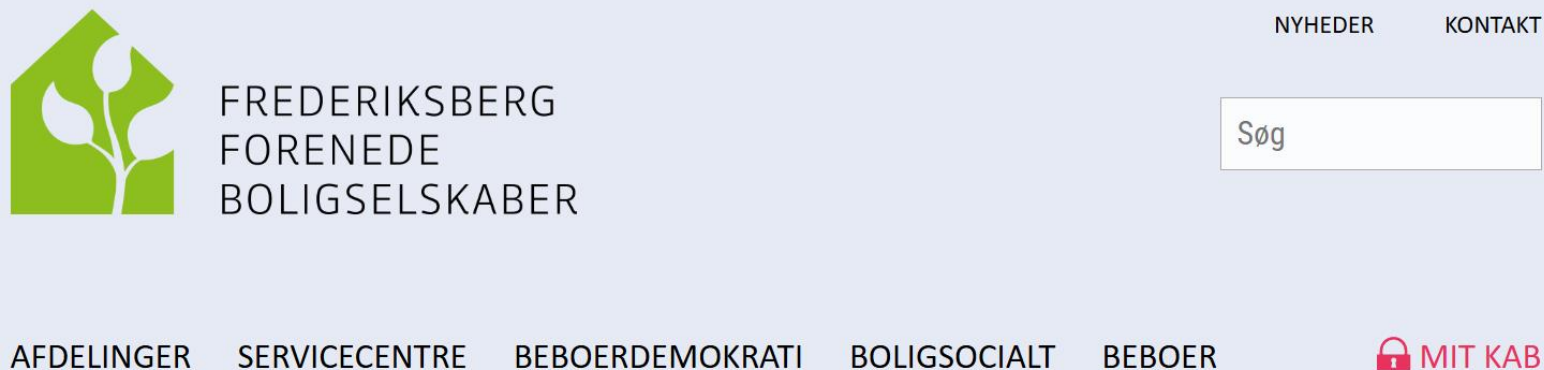 NYHEDER KONTAKT
Søg
FREDERIKSBERG
FORENEDE
BOLIGSELSKABER
AFDELINGER SERVICECENTRE BEBOERDEMOKRATI BOLIGSOCIALT BEBOER MIT KAB